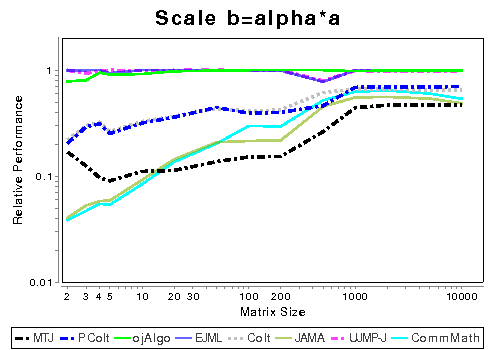 Scale b=alpha*a
Relative Performance
1
0.1
0.01
2 3 4 5 10 20 30 100 200 1000 2000 10000
Matrix Size
MTJ PColt ojAlgo EJML Colt JAMA UJMP-J CommMath